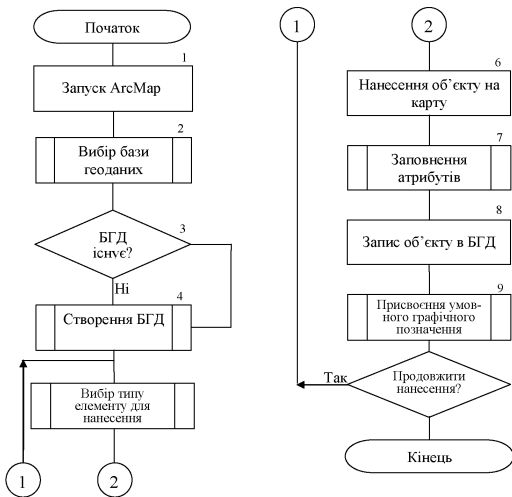 Початок
1
Запуск ArcMap
2
Вибір бази
геоданих
3
БГД
існує?
Ні
4
Створення БГД
Вибір типу
елементу для
нанесення
1
2
1
2
6
Нанесення об’єкту на
карту
7
Заповнення
атрибутів
8
Запис об’єкту в БГД
9
Присвоєння умов-
ного графічного
позначення
Так
Продовжити
нанесення?
Кінець